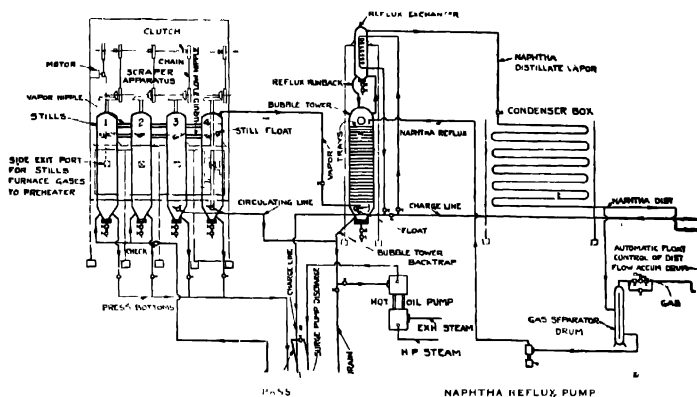 REFLUX EXCHANGER
CLUTCH
CHAIN
MOTOR
SCRAPER
APPARATUS
LIQUID FLOW NIPPLE
NAPHTHA
DISTILLATE VAPOR
REFLUX RUNBACK
VAPOR NIPPLE
BUBBLE TOWER
CONDENSER BOX
STILLS
1
2
3
STILL FLOAT
NAPHTHA REFLUX
VAPOR
TRAYS
SIDE EXIT PORT
FOR STILLS
FURNACE GASES
TO PREHEATER
CIRCULATING LINE
CHARGE LINE
NAPHTHA DIST
FLOAT
CHECK
BUBBLE TOWER
BACKTRAP
AUTOMATIC FLOAT
CONTROL OF DIST
FLOW ACCUM DRUM
GAS
CHARGE LINE
SURGE PUMP DISCHARGE
HOT OIL PUMP
PRESS BOTTOMS
GAS SEPARATOR
DRUM
EXH STEAM
H P STEAM
NAPHTHA REFLUX PUMP